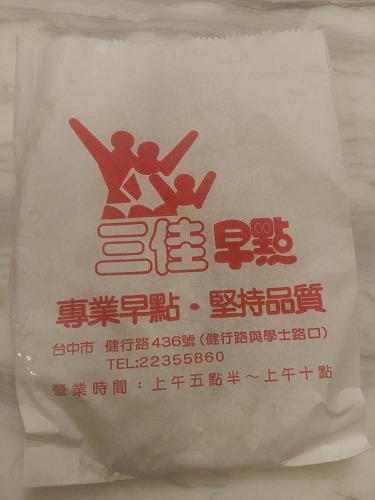 三佳早點
專業早點·堅持品質
台中市 健行路436號(健行路與學士路口)
TEL:22355860
營業時間:上午五點半~上午十點